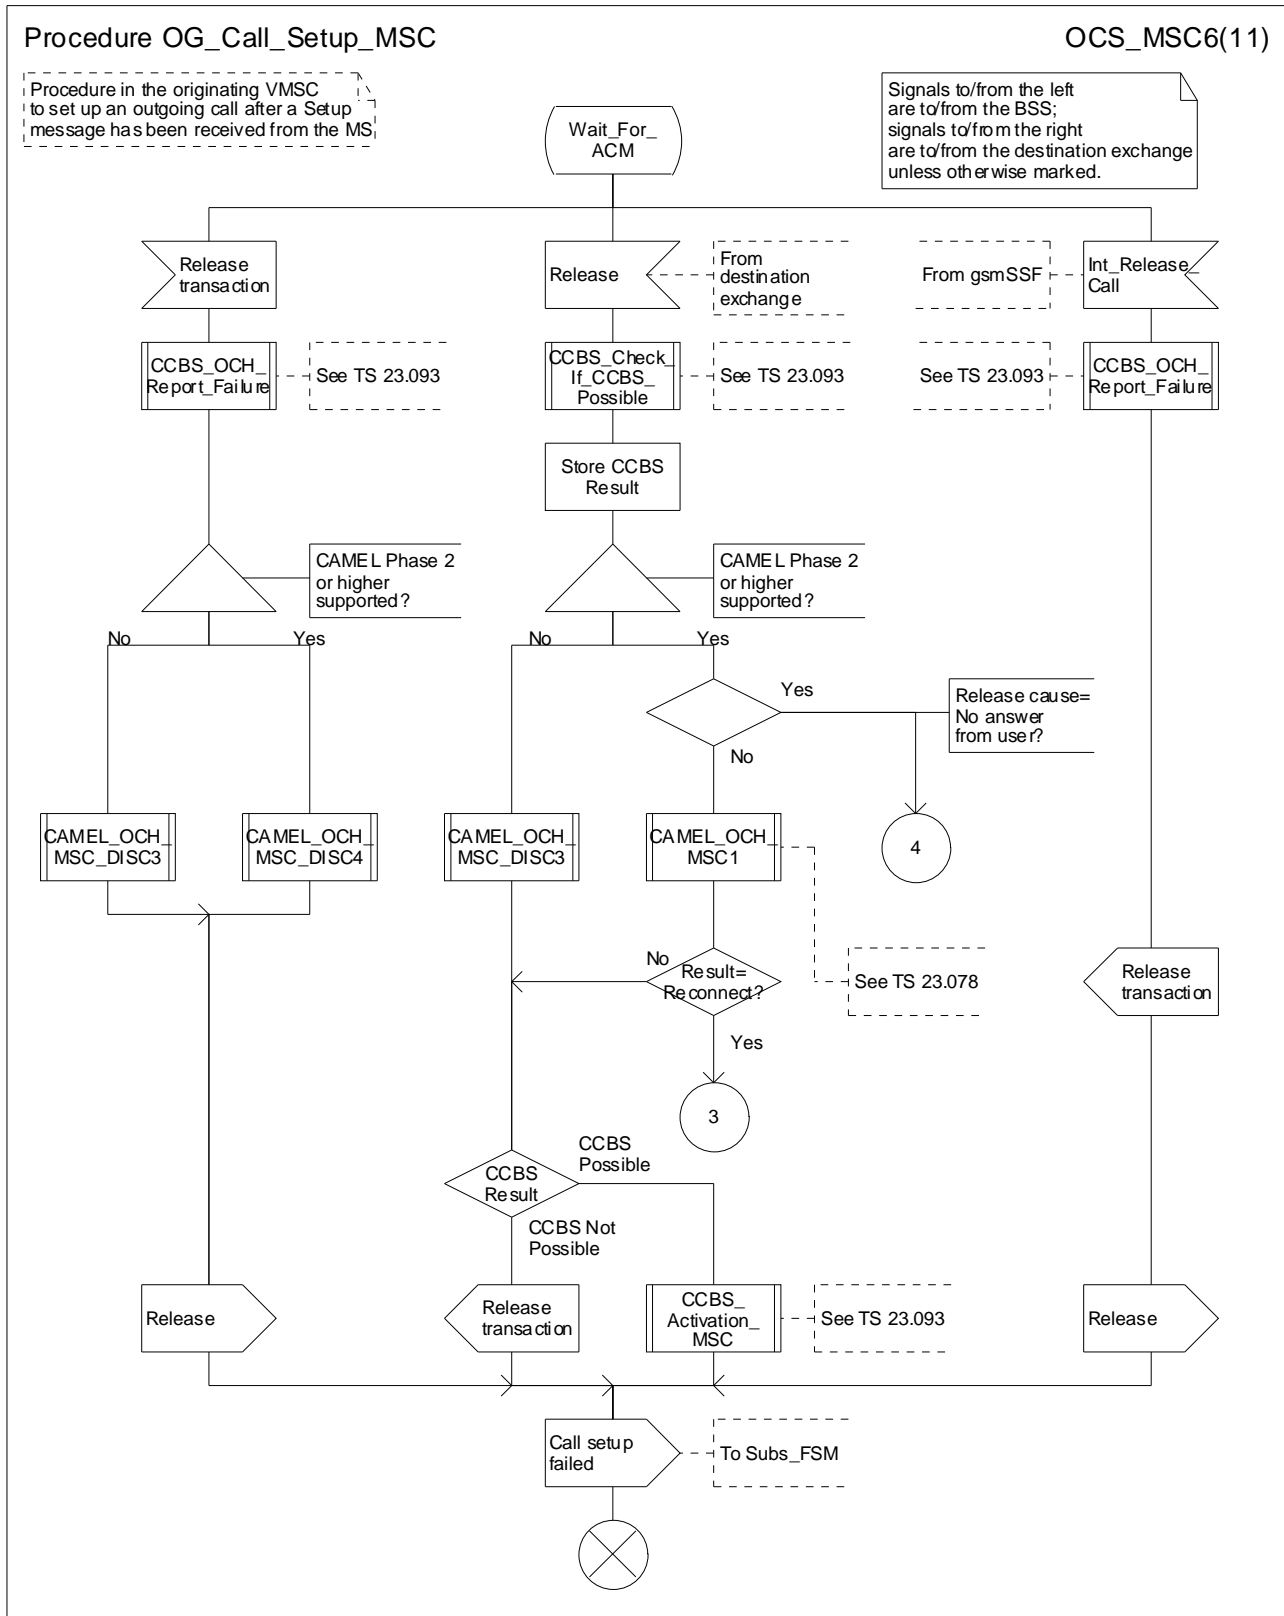 Procedure OG_Call_Setup_MSC
OCS_MSC6(11)
Procedure in the originating VMSC
to set up an outgoing call after a Setup
message has been received from the MS
Signals to/from the left
are to/from the BSS;
signals to/from the right
are to/from the destination exchange
unless otherwise marked.
Wait_For_
ACM
Release
transaction
Release
From
destination
exchange
From gsmSSF
Int_Release_
Call
CCBS_OCH_
Report_Failure
See TS 23.093
CCBS_Check_
If_CCBS_
Possible
See TS 23.093
See TS 23.093
CCBS_OCH_
Report_Failure
Store CCBS
Result
CAMEL Phase 2
or higher
supported?
CAMEL Phase 2
or higher
supported?
No
Yes
No
Yes
Yes
Release cause=
No answer
from user?
No
CAMEL_OCH_
MSC_DISC3
CAMEL_OCH_
MSC_DISC4
CAMEL_OCH_
MSC_DISC3
CAMEL_OCH_
MSC1
4
No
Result=
Reconnect?
See TS 23.078
Release
transaction
Yes
3
CCBS
Possible
CCBS
Result
CCBS Not
Possible
Release
Release
transaction
CCBS_
Activation_
MSC
See TS 23.093
Release
Call setup
failed
To Subs_FSM